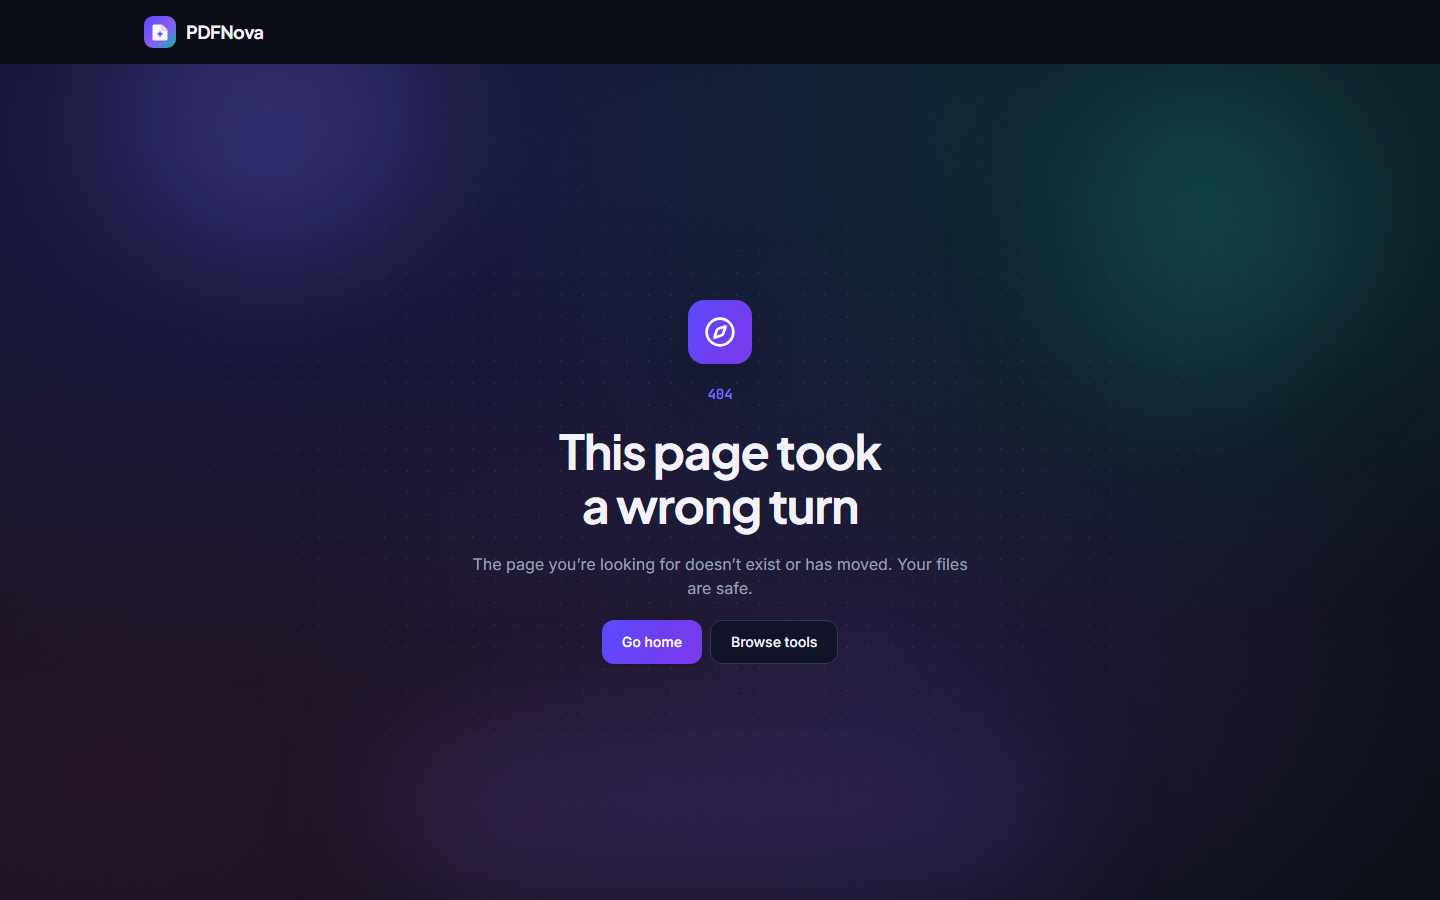 PDFNova
404
This page took
a wrong turn
The page you’re looking for doesn’t exist or has moved. Your files
are safe.
Go home
Browse tools